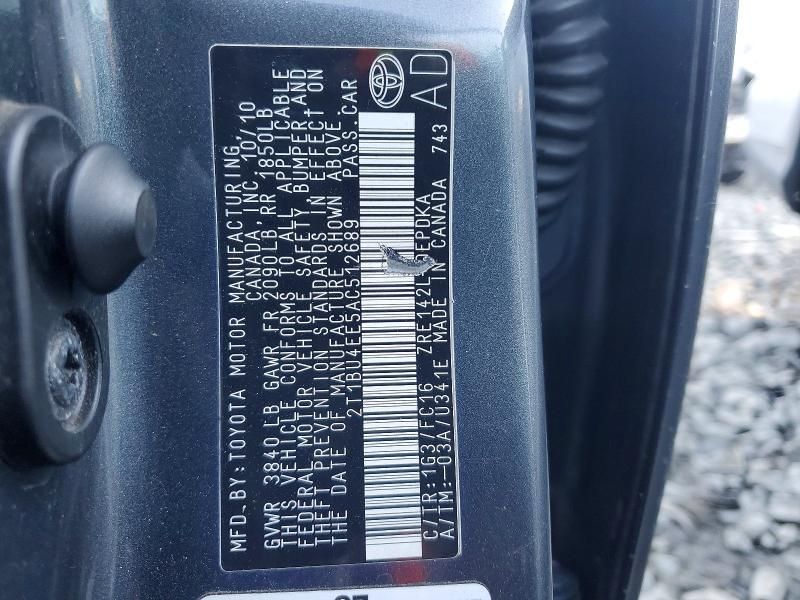 MFD.BY:TOYOTA MOTOR MANUFACTURING,
CANADA, INC. 10/10
GVWR 3840 LB GAWR FR 2090LB,RR 1850LB
THIS VEHICLE CONFORMS TO ALL APPLICABLE
FEDERAL MOTOR VEHICLE SAFETY, BUMPER AND
THEFT PREVENTION STANDARDS IN EFFECT ON
THE DATE OF MANUFACTURE SHOWN ABOVE.
2T1BU4EE5AC512689 PASS CAR
C/TR:1G3/FC16 ZRE142L EPDKA
A/TM:-03A/U341E MADE IN CANADA 743
AD